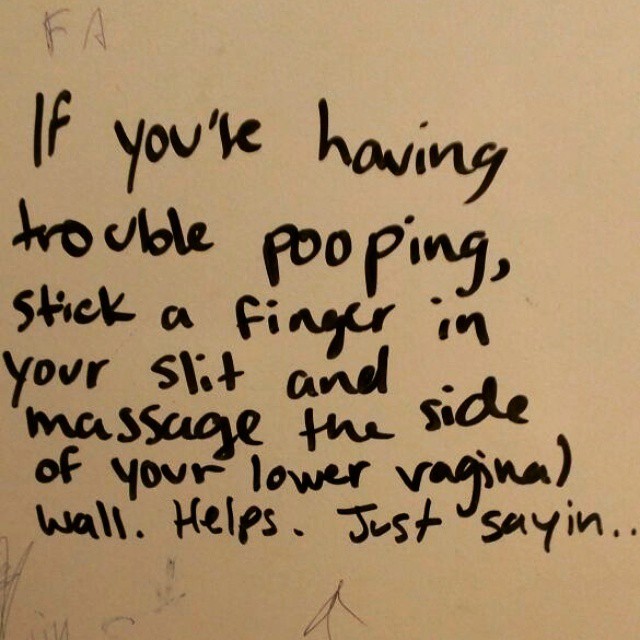 FA
If you're having
trouble pooping,
stick a finger in
your slit and
massage the side
of your lower vaginal
wall. Helps. Just sayin...